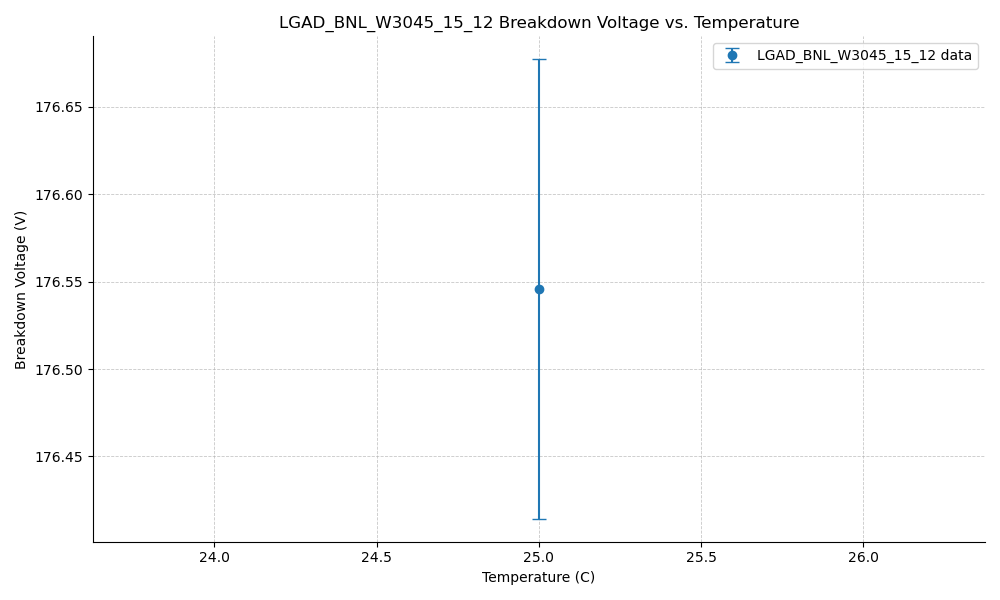 LGAD_BNL_W3045_15_12 Breakdown Voltage vs. Temperature
LGAD_BNL_W3045_15_12 data
Breakdown Voltage (V)
176.65
176.60
176.55
176.50
176.45
24.0 24.5 25.0 25.5 26.0
Temperature (C)